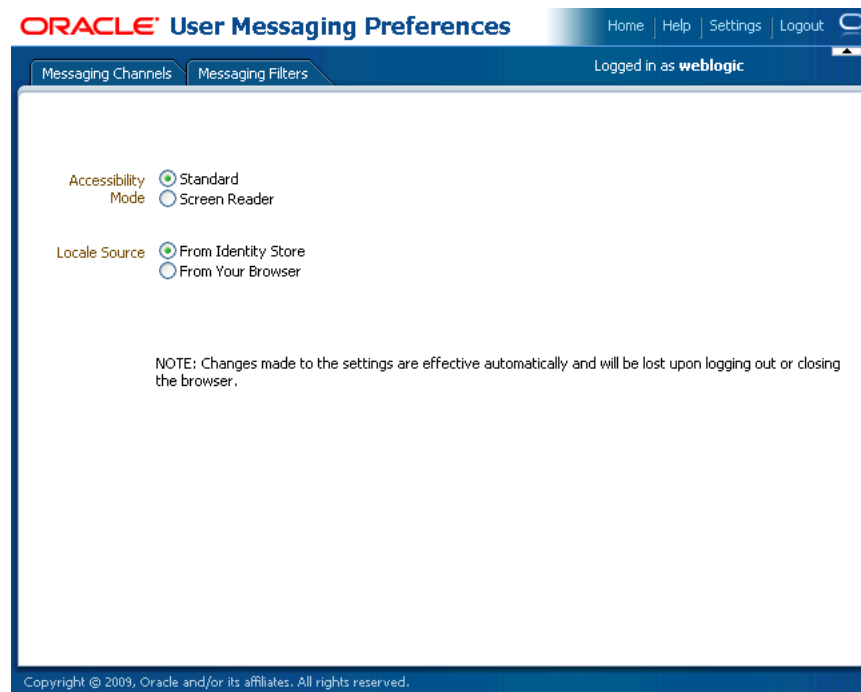 ORACLE User Messaging Preferences
Home Help Settings Logout
Messaging Channels Messaging Filters
Logged in as weblogic
Accessibility Mode
Standard
Screen Reader
Locale Source
From Identity Store
From Your Browser
NOTE: Changes made to the settings are effective automatically and will be lost upon logging out or closing
the browser.
Copyright © 2009, Oracle and/or its affiliates. All rights reserved.